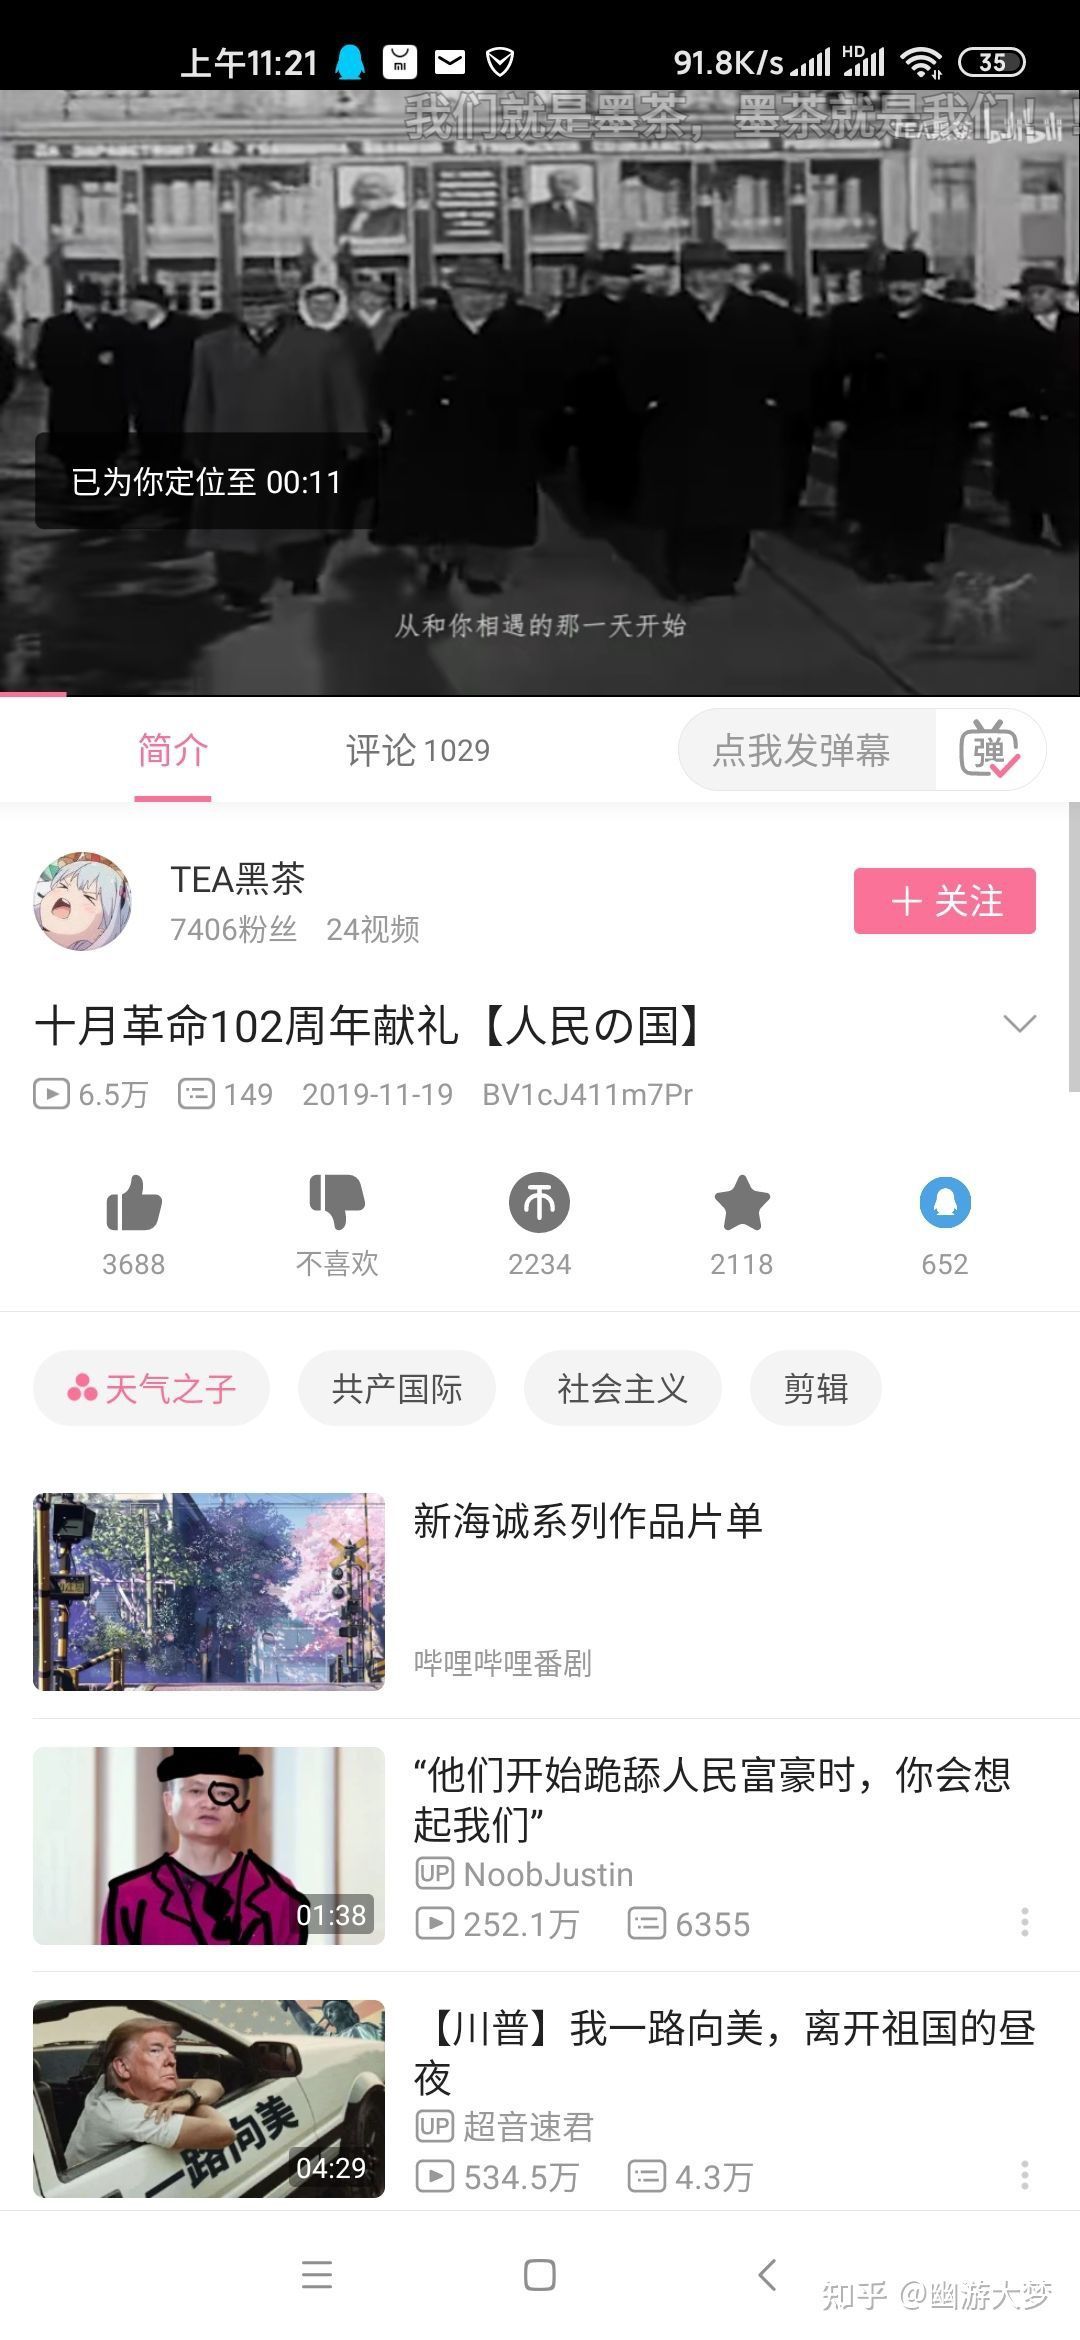 上午11:21
91.8K/s HD 35
我们就是墨茶，墨茶就是我们！！
已为你定位至 00:11
从和你相遇的那一天开始
简介
评论 1029
点我发弹幕
弹
TEA黑茶
7406粉丝 24视频
＋ 关注
十月革命102周年献礼【人民の国】
6.5万 149 2019-11-19 BV1cJ411m7Pr
3688 不喜欢 2234 2118 652
天气之子 共产国际 社会主义 剪辑
新海诚系列作品片单
哔哩哔哩番剧
01:38
“他们开始跪舔人民富豪时，你会想
起我们”
UP NoobJustin
252.1万 6355
一路向美
04:29
【川普】我一路向美，离开祖国的昼
夜
UP 超音速君
534.5万 4.3万
知乎 @幽游大梦